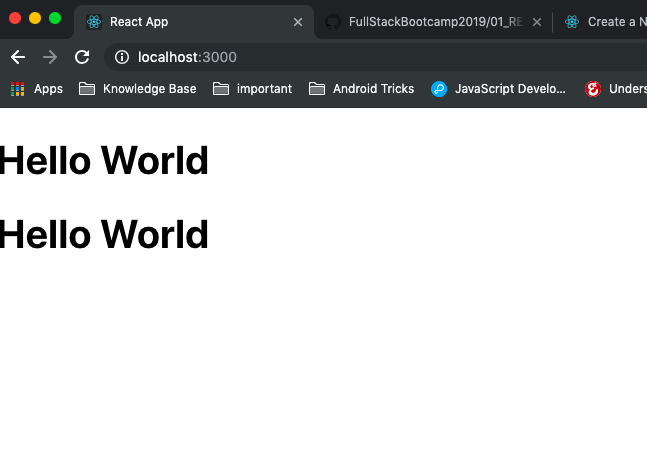 React App
FullStackBootcamp2019/01_RE
Create a N
localhost:3000
Apps
Knowledge Base
important
Android Tricks
JavaScript Develo...
Unders
Hello World
Hello World